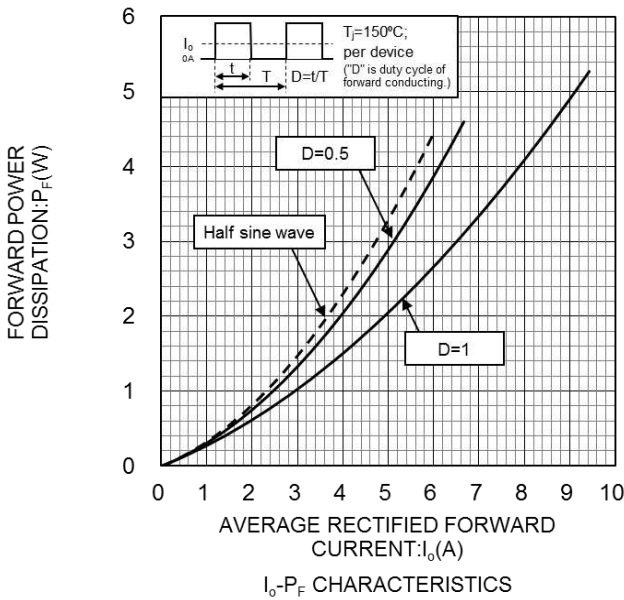 6
5
4
3
2
1
0
FORWARD POWER
DISSIPATION:PF(W)
Io
0A
t
T
D=t/T
Tj=150ºC;
per device
("D" is duty cycle of
forward conducting.)
D=0.5
Half sine wave
D=1
0 1 2 3 4 5 6 7 8 9 10
AVERAGE RECTIFIED FORWARD
CURRENT:Io(A)
Io-PF CHARACTERISTICS